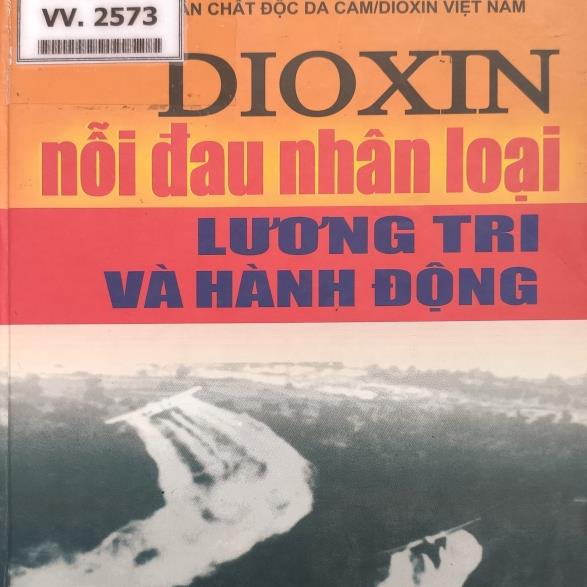 VV. 2573
ÂN CHẤT ĐỘC DA CAM/DIOXIN VIỆT NAM
DIOXIN
nỗi đau nhân loại
LƯƠNG TRI
VÀ HÀNH ĐỘNG